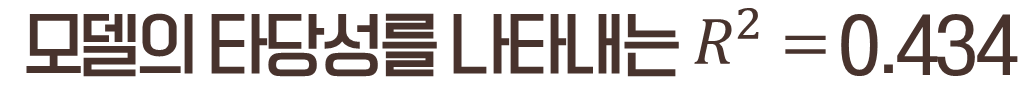 모델의 타당성를 나타내는 R² = 0.434